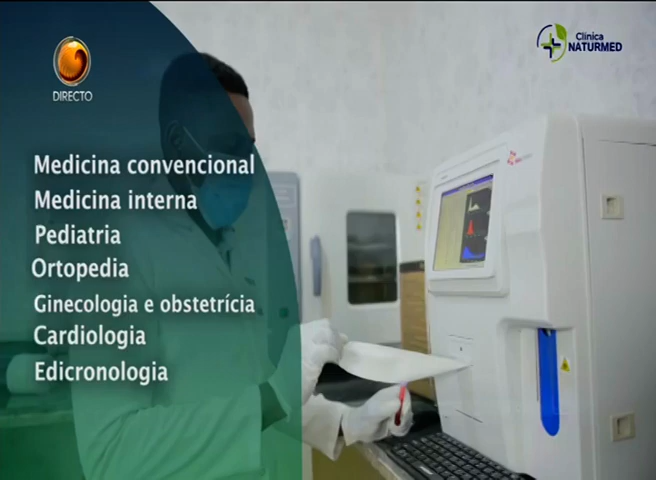 DIRECTO
Clínica
NATURMED
Medicina convencional
Medicina interna
Pediatria
Ortopedia
Ginecologia e obstetrícia
Cardiologia
Edicronologia